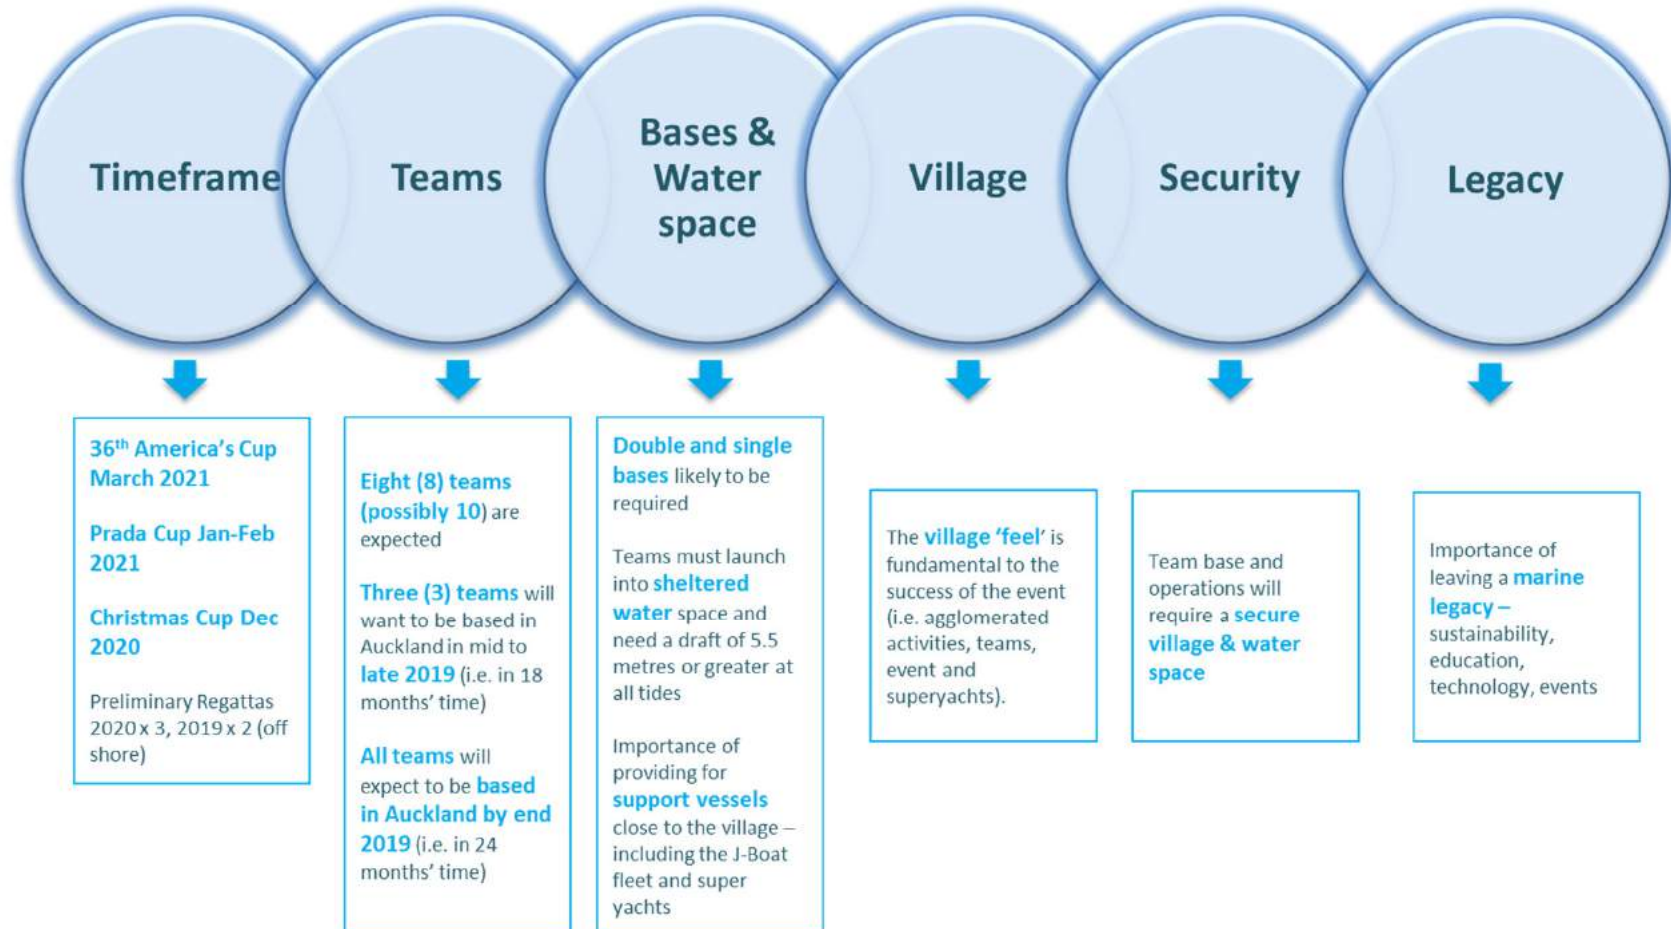 Timeframe
Teams
Bases &
Water
space
Village
Security
Legacy
36th America's Cup
March 2021
Prada Cup Jan-Feb
2021
Christmas Cup Dec
2020
Preliminary Regattas
2020 x 3, 2019 x 2 (off
shore)
Eight (8) teams
(possibly 10) are
expected
Three (3) teams will
want to be based in
Auckland in mid to
late 2019 (i.e. in 18
months' time)
All teams will
expect to be based
in Auckland by end
2019 (i.e. in 24
months' time)
Double and single
bases likely to be
required
Teams must launch
into sheltered
water space and
need a draft of 5.5
metres or greater at
all tides
Importance of
providing for
support vessels
close to the village –
including the J-Boat
fleet and super
yachts
The village 'feel' is
fundamental to the
success of the event
(i.e. agglomerated
activities, teams,
event and
superyachts).
Team base and
operations will
require a secure
village & water
space
Importance of
leaving a marine
legacy –
sustainability,
education,
technology, events